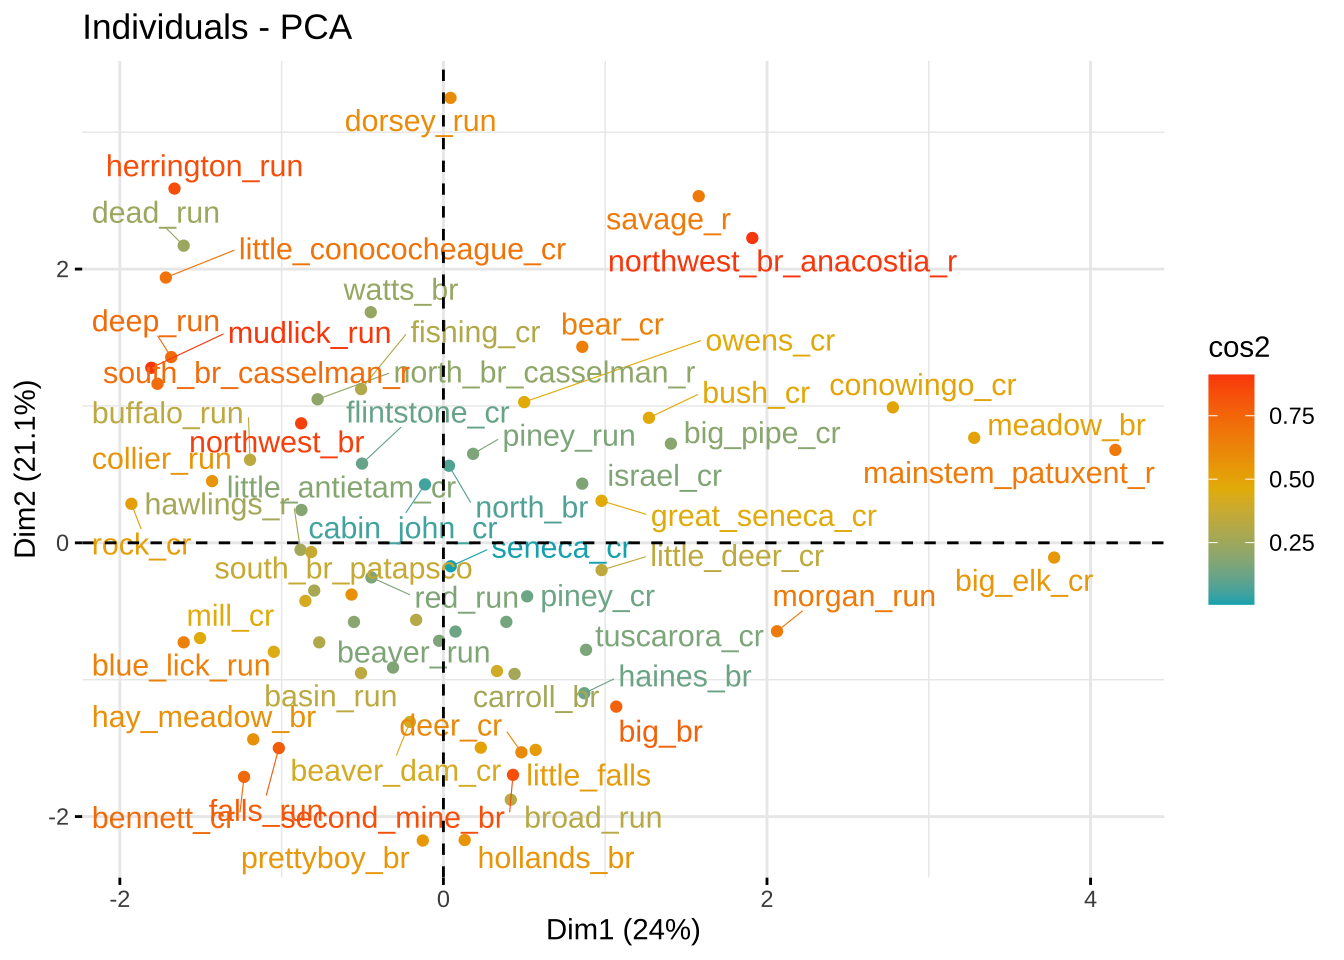 Individuals - PCA
dorsey_run
herrington_run
dead_run
savage_r
little_conococheague_cr
northwest_br_anacostia_r
watts_br
deep_run
mudlick_run
fishing_cr
bear_cr
owens_cr
south_br_casselman_r
north_br_casselman_r
bush_cr
conowingo_cr
buffalo_run
flintstone_cr
meadow_br
northwest_br
piney_run
big_pipe_cr
collier_run
mainstem_patuxent_r
little_antietam_cr
israel_cr
hawlings_r
north_br
great_seneca_cr
cabin_john_cr
rock_cr
seneca_cr
little_deer_cr
south_br_patapsco
big_elk_cr
red_run
piney_cr
morgan_run
mill_cr
tuscarora_cr
beaver_run
blue_lick_run
haines_br
basin_run
carroll_br
hay_meadow_br
deer_cr
big_br
beaver_dam_cr
little_falls
falls_run
bennett_cr
second_mine_br
broad_run
prettyboy_br
hollands_br
2
0
-2
Dim2 (21.1%)
-2
0
2
4
Dim1 (24%)
cos2
0.75
0.50
0.25